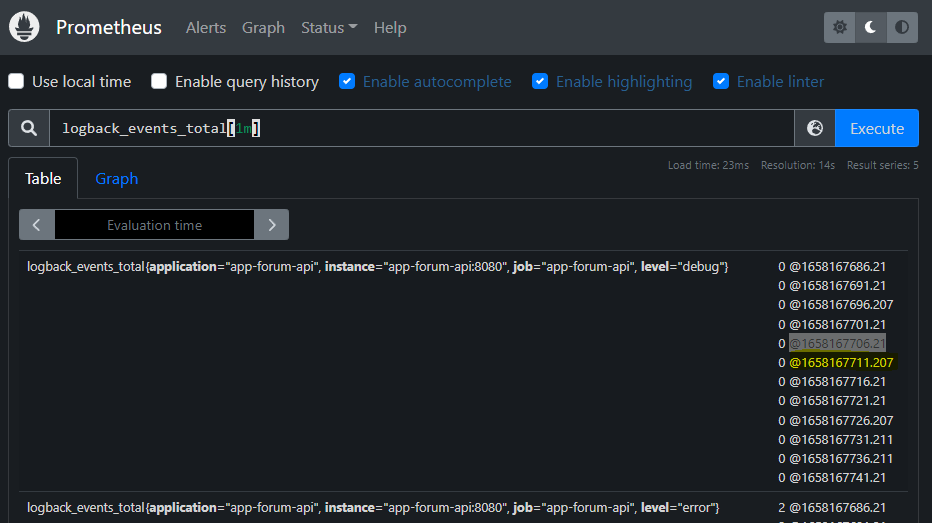 Prometheus Alerts Graph Status Help
Use local time Enable query history Enable autocomplete Enable highlighting Enable linter
logback_events_total[1m] Execute
Load time: 23ms Resolution: 14s Result series: 5
Table Graph
Evaluation time
logback_events_total{application="app-forum-api", instance="app-forum-api:8080", job="app-forum-api", level="debug"} 0 @1658167686.21
0 @1658167691.21
0 @1658167696.207
0 @1658167701.21
0 @1658167706.21
0 @1658167711.207
0 @1658167716.21
0 @1658167721.21
0 @1658167726.207
0 @1658167731.211
0 @1658167736.211
0 @1658167741.21
logback_events_total{application="app-forum-api", instance="app-forum-api:8080", job="app-forum-api", level="error"} 2 @1658167686.21